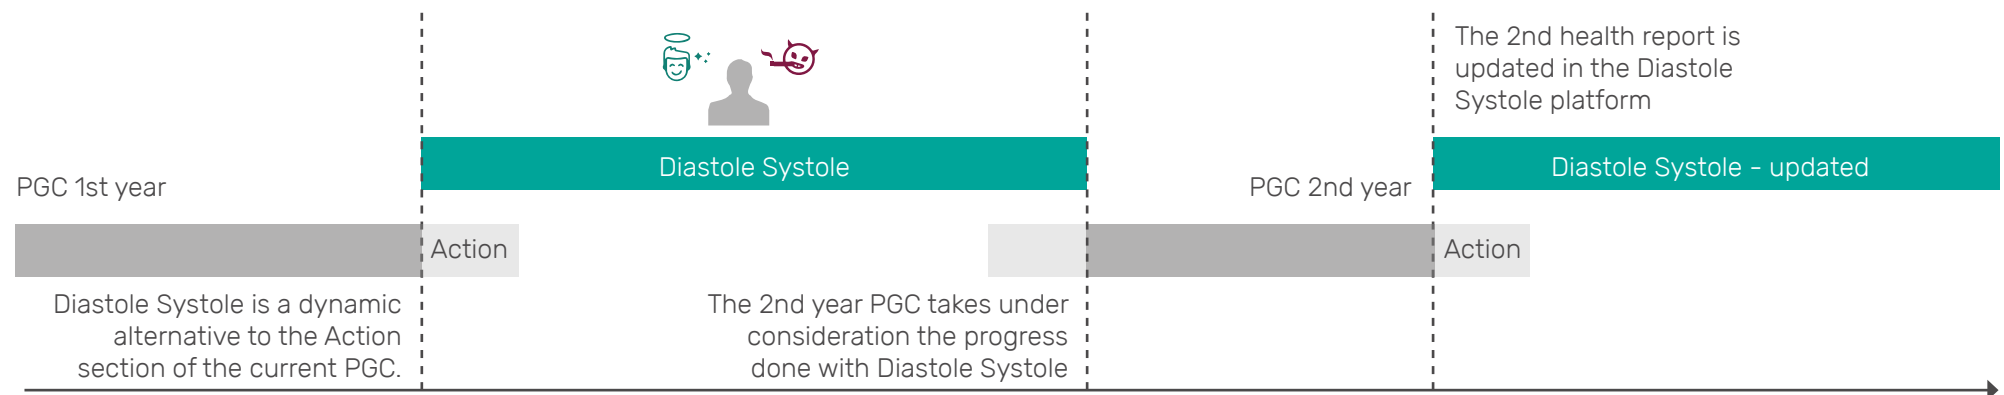 The 2nd health report is
updated in the Diastole
Systole platform
Diastole Systole
Diastole Systole - updated
PGC 1st year
PGC 2nd year
Action
Action
Diastole Systole is a dynamic
alternative to the Action
section of the current PGC.
The 2nd year PGC takes under
consideration the progress
done with Diastole Systole